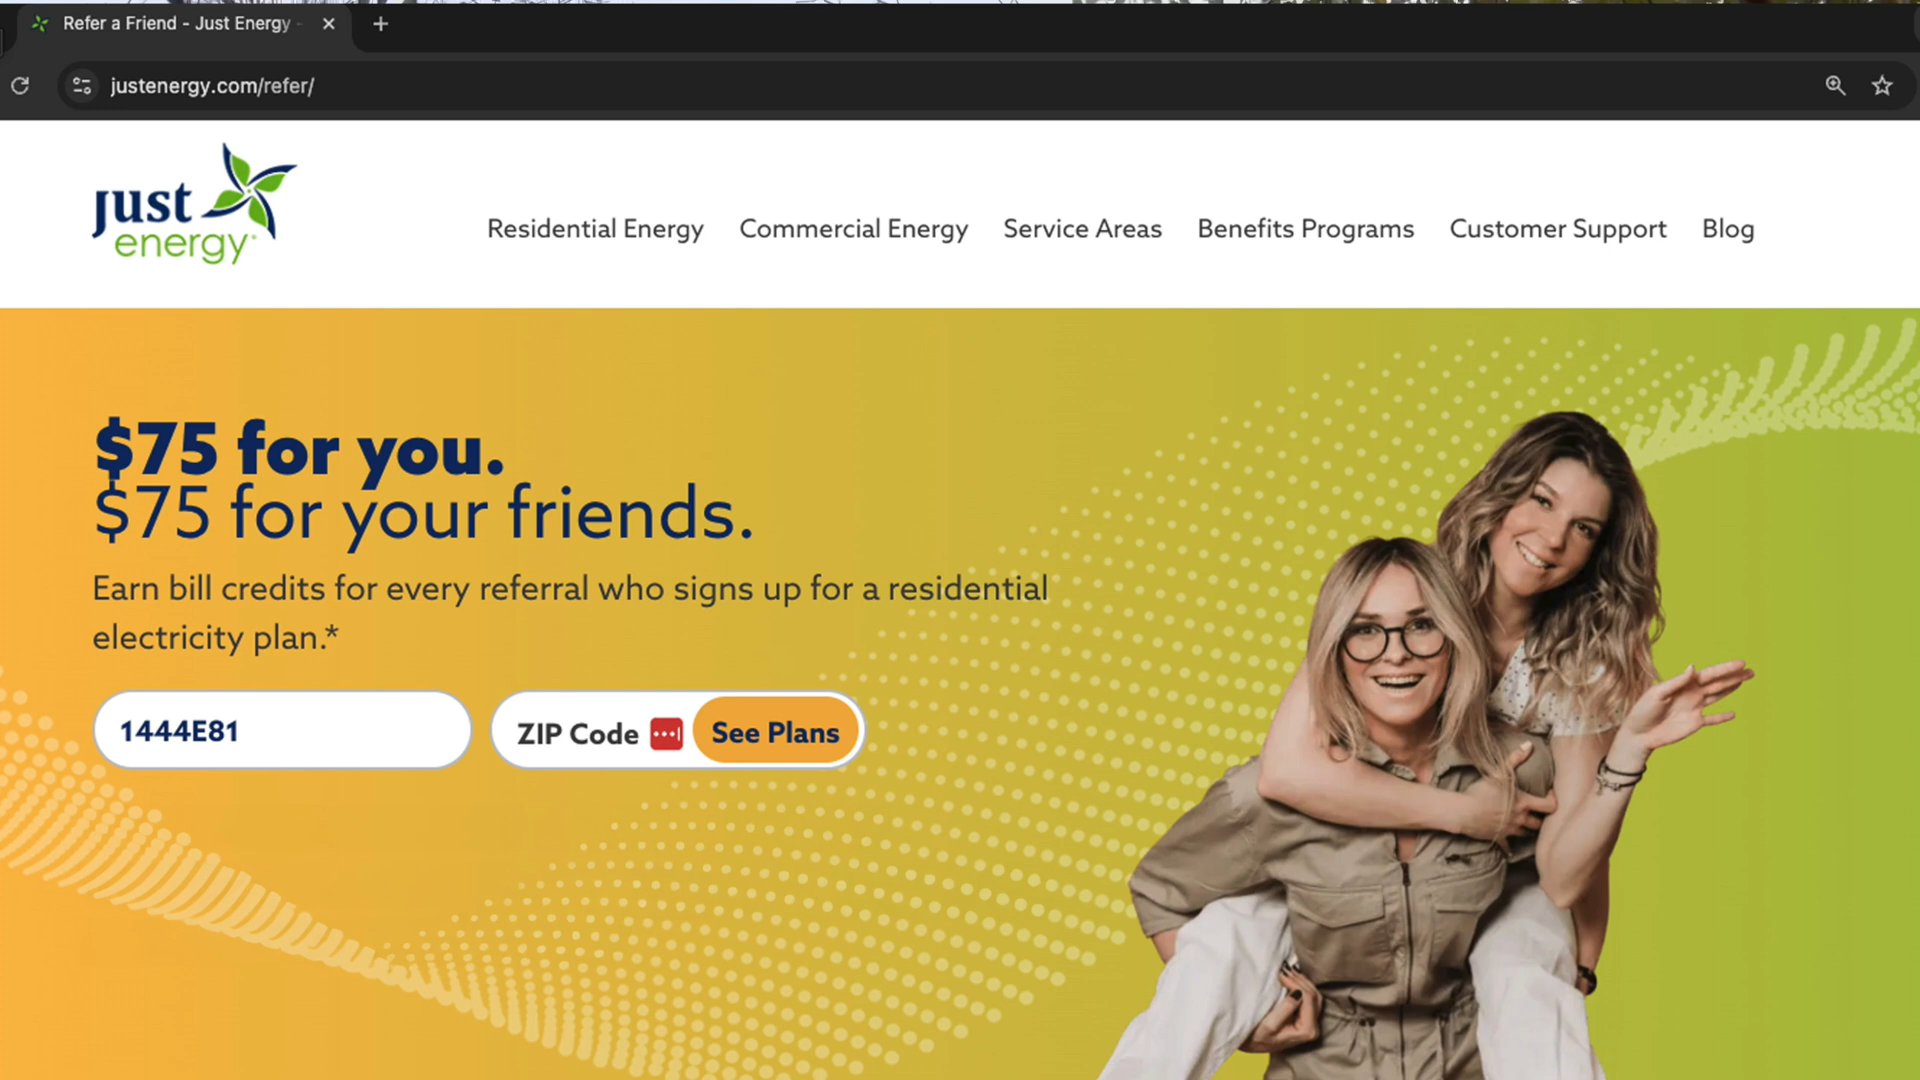 Refer a Friend - Just Energy -
justenergy.com/refer/
just
energy
Residential Energy
Commercial Energy
Service Areas
Benefits Programs
Customer Support
Blog
$75 for you.
$75 for your friends.
Earn bill credits for every referral who signs up for a residential
electricity plan.*
1444E81
ZIP Code
See Plans